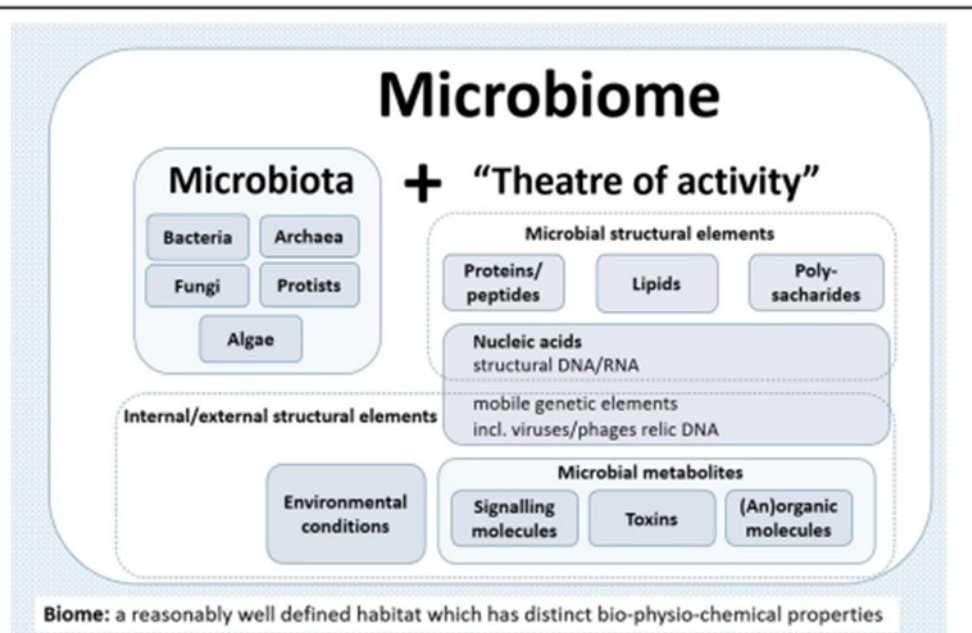 Microbiome
Microbiota
+
“Theatre of activity”
Bacteria
Archaea
Fungi
Protists
Algae
Microbial structural elements
Proteins/
peptides
Lipids
Poly-
sacharides
Nucleic acids
structural DNA/RNA
mobile genetic elements
incl. viruses/phages relic DNA
Internal/external structural elements
Environmental
conditions
Microbial metabolites
Signalling
molecules
Toxins
(An)organic
molecules
Biome: a reasonably well defined habitat which has distinct bio-physio-chemical properties